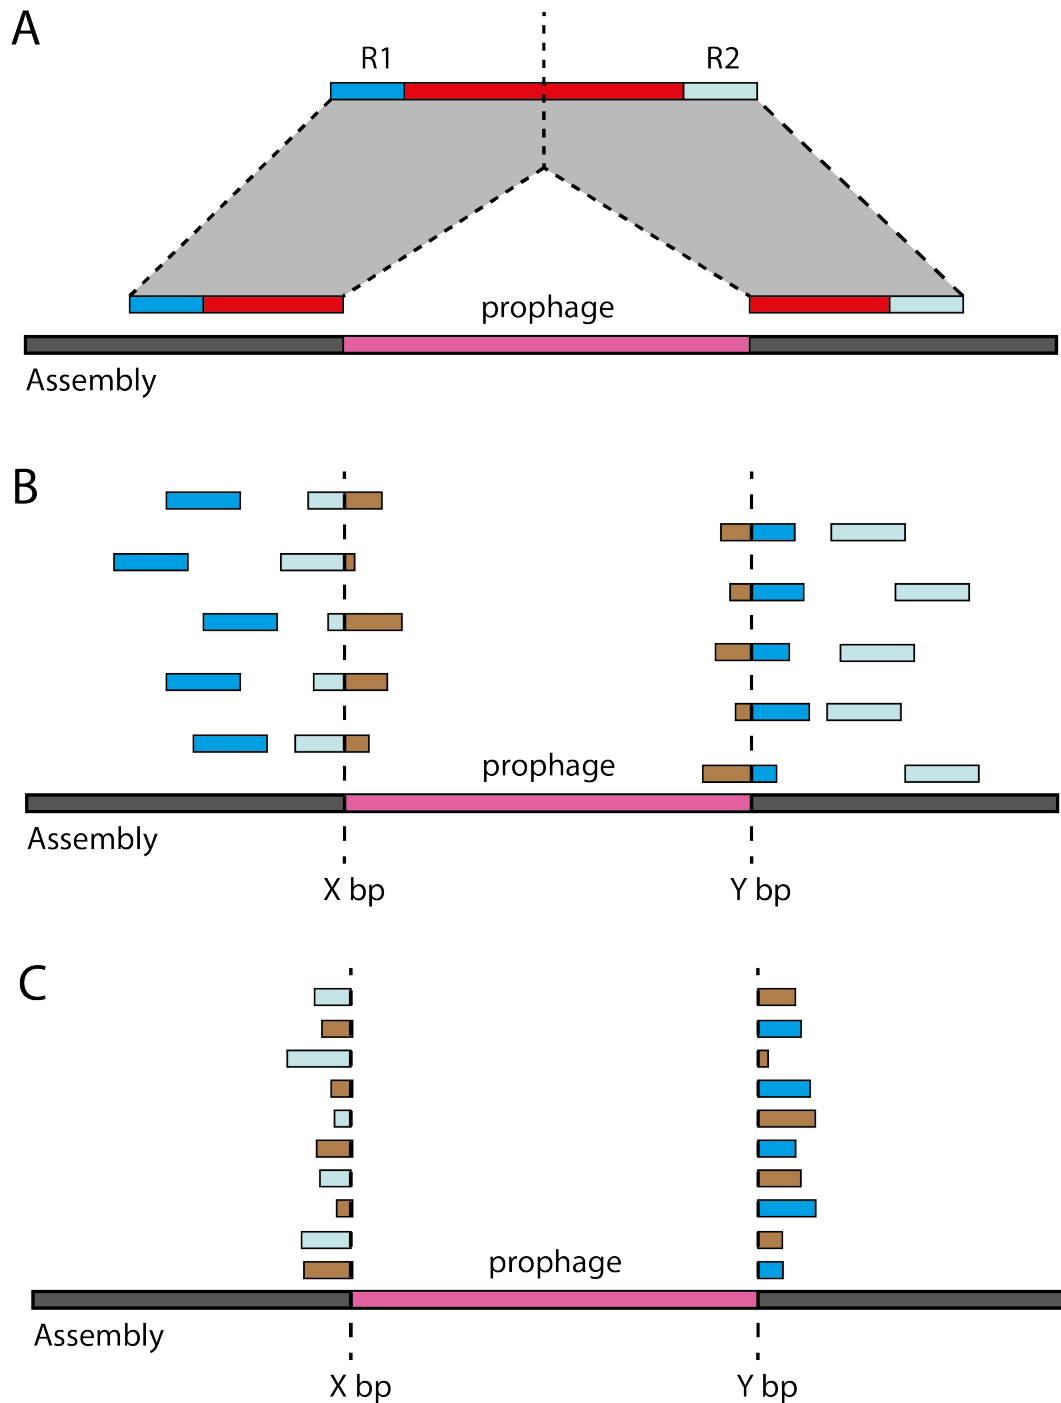 A
R1
R2
prophage
Assembly
B
prophage
Assembly
X bp
Y bp
C
prophage
Assembly
X bp
Y bp